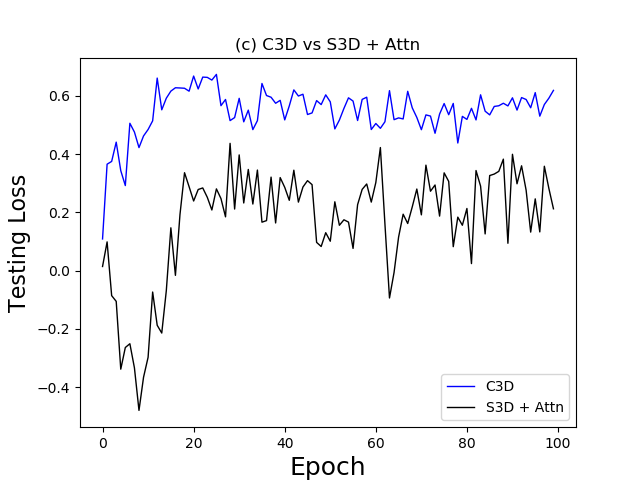 (c) C3D vs S3D + Attn
Testing Loss
0.6
0.4
0.2
0.0
−0.2
−0.4
0 20 40 60 80 100
Epoch
C3D
S3D + Attn